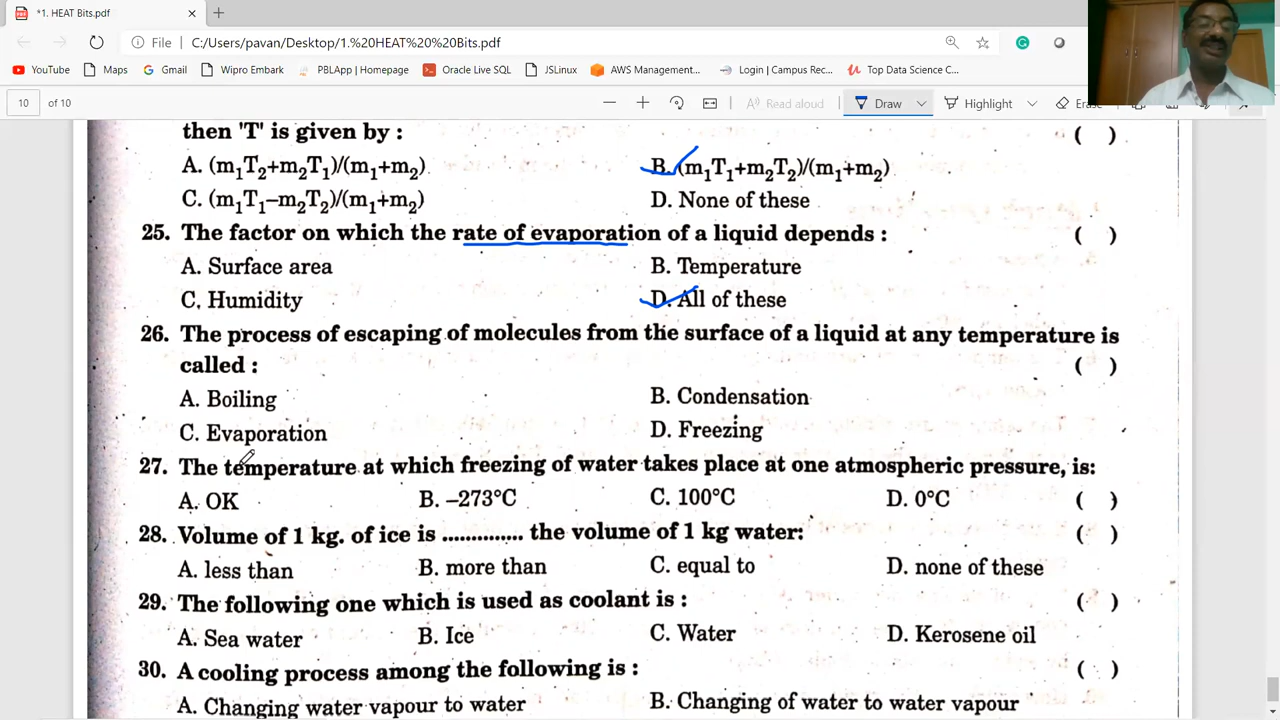 *1. HEAT Bits.pdf
File C:/Users/pavan/Desktop/1.%20HEAT%20%20Bits.pdf
YouTube Maps Gmail Wipro Embark PBLApp | Homepage Oracle Live SQL JSLinux AWS Management... Login | Campus Rec... Top Data Science C...
10 of 10 Read aloud Draw Highlight
then 'T' is given by : ( )
A. (m₁T₂+m₂T₁)/(m₁+m₂) B. (m₁T₁+m₂T₂)/(m₁+m₂)
C. (m₁T₁–m₂T₂)/(m₁+m₂) D. None of these
25. The factor on which the rate of evaporation of a liquid depends : ( )
A. Surface area B. Temperature
C. Humidity D. All of these
26. The process of escaping of molecules from the surface of a liquid at any temperature is
called : ( )
A. Boiling B. Condensation
C. Evaporation D. Freezing
27. The temperature at which freezing of water takes place at one atmospheric pressure, is:
A. OK B. –273°C C. 100°C D. 0°C ( )
28. Volume of 1 kg. of ice is .............. the volume of 1 kg water: ( )
A. less than B. more than C. equal to D. none of these
29. The following one which is used as coolant is : ( )
A. Sea water B. Ice C. Water D. Kerosene oil
30. A cooling process among the following is : ( )
A. Changing water vapour to water B. Changing of water to water vapour